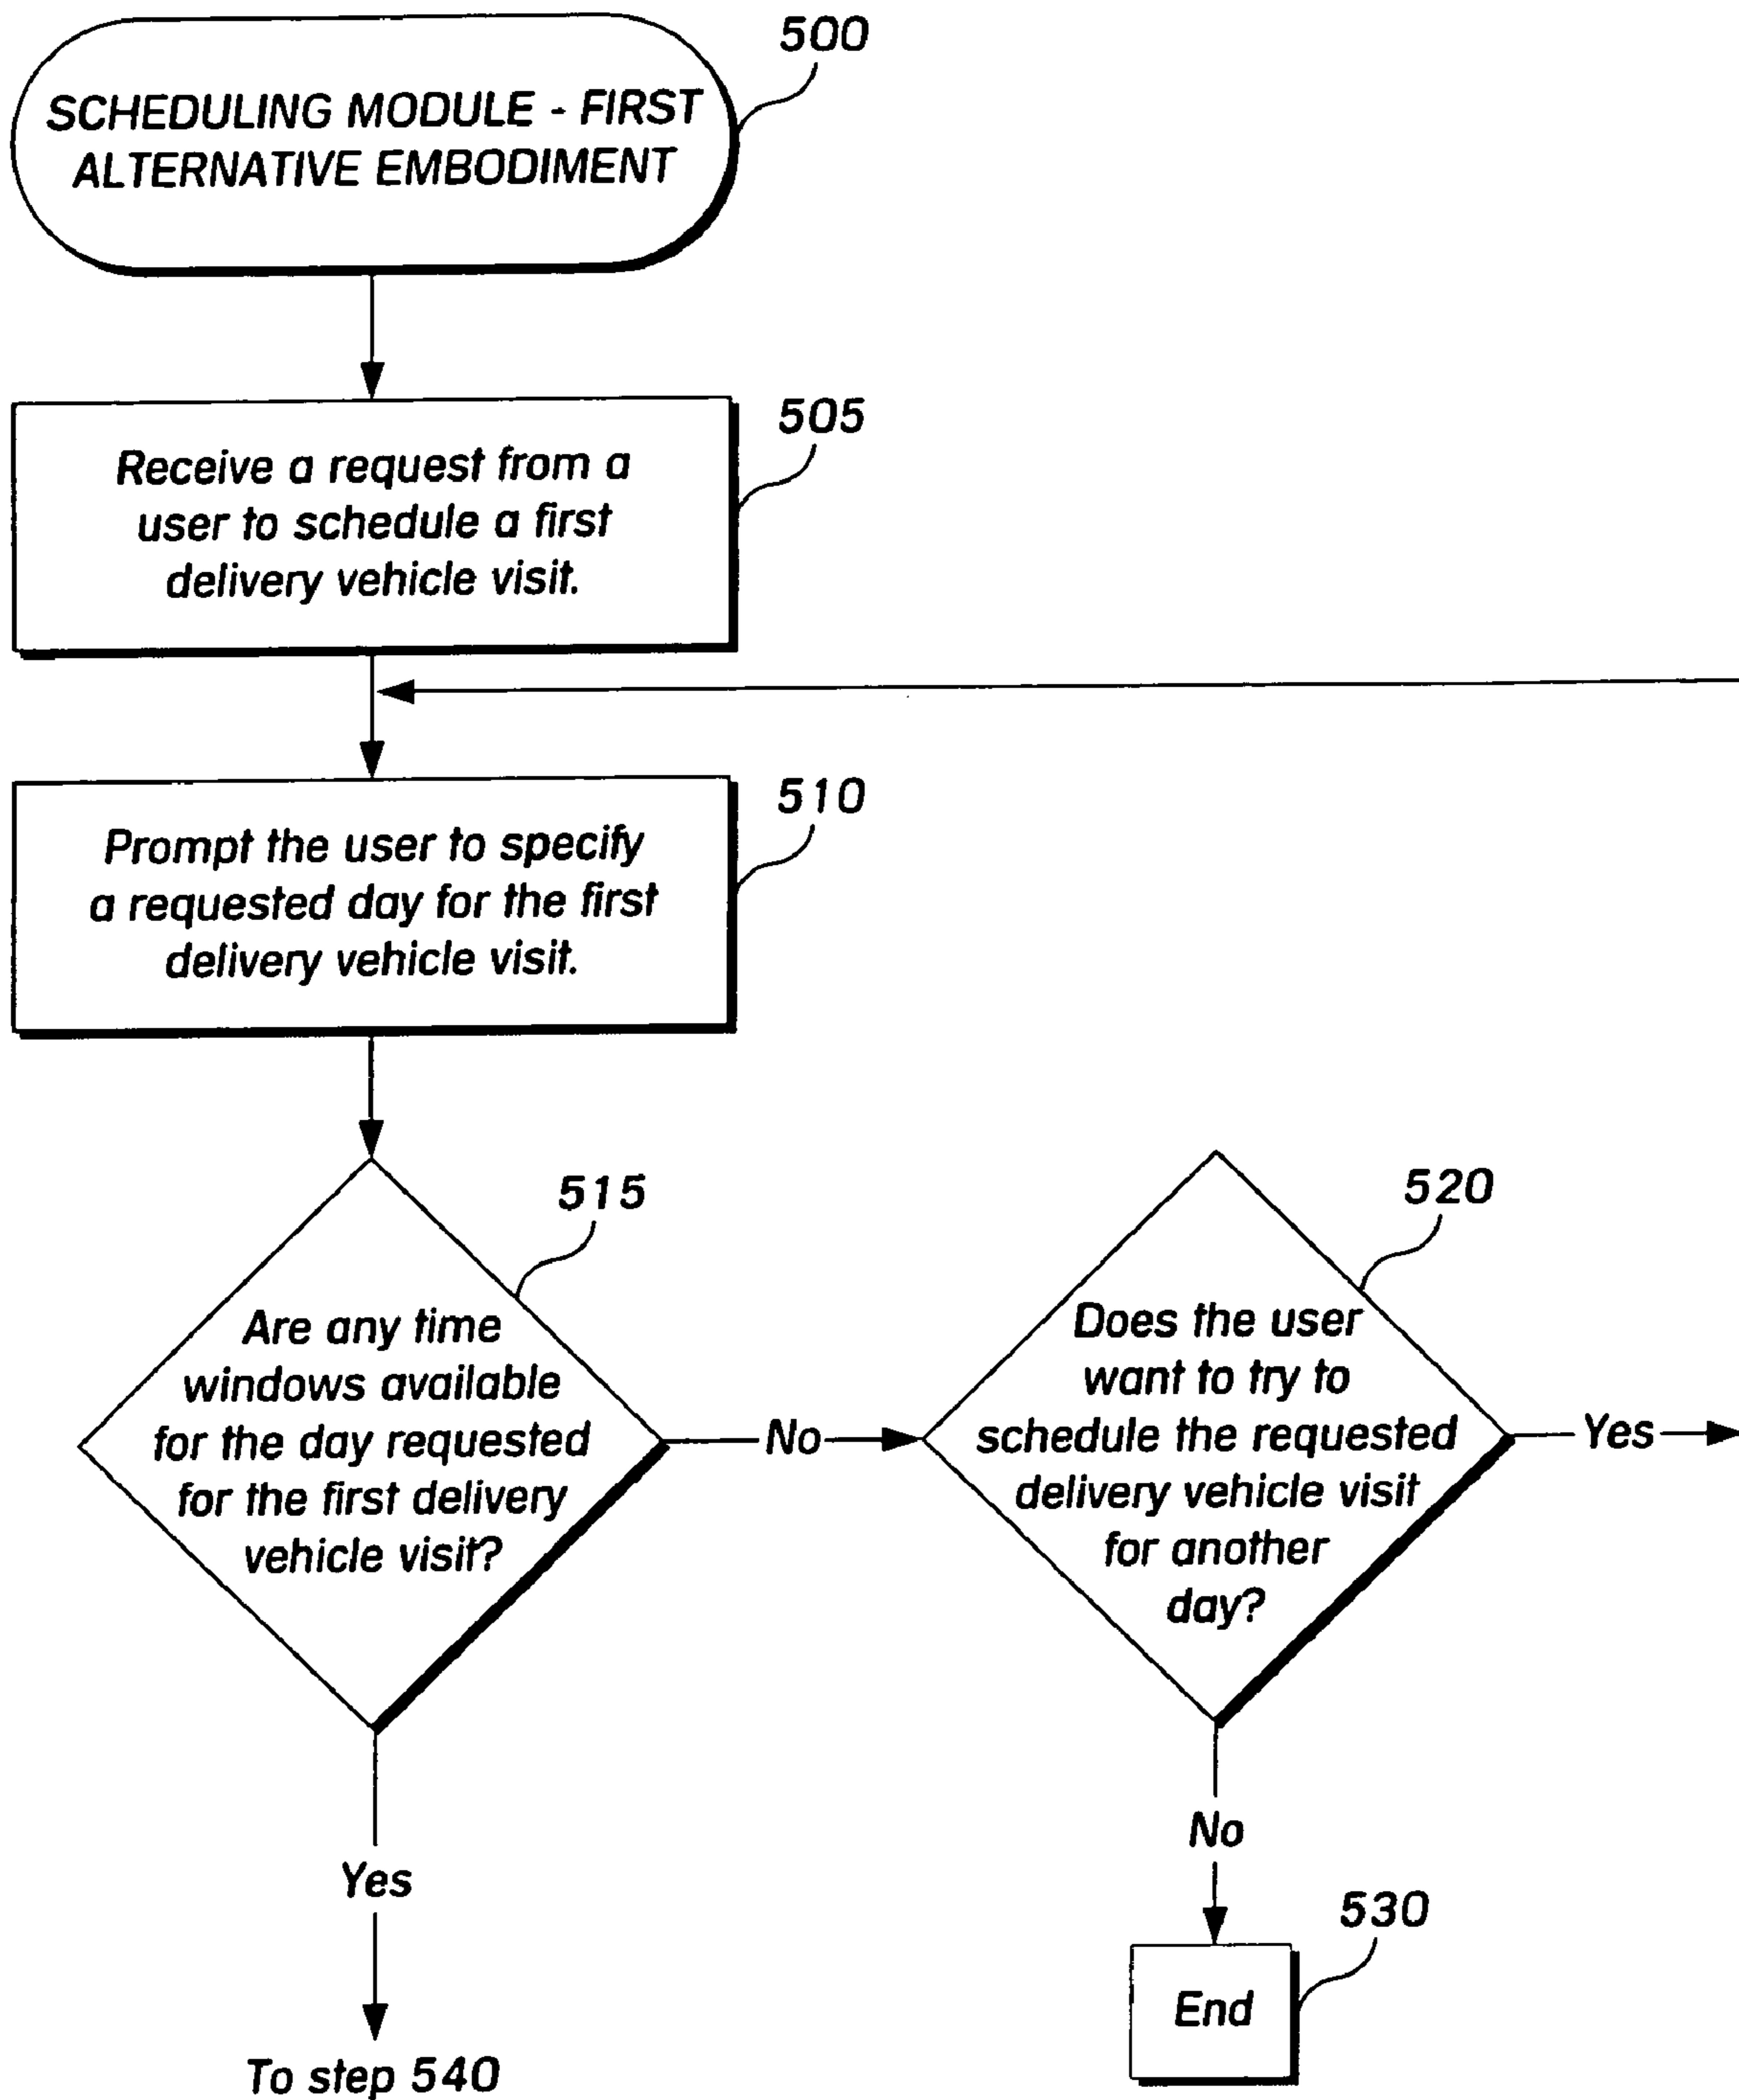 500
SCHEDULING MODULE - FIRST
ALTERNATIVE EMBODIMENT
505
Receive a request from a
user to schedule a first
delivery vehicle visit.
510
Prompt the user to specify
a requested day for the first
delivery vehicle visit.
515
Are any time
windows available
for the day requested
for the first delivery
vehicle visit?
No
520
Does the user
want to try to
schedule the requested
delivery vehicle visit
for another
day?
Yes
No
530
End
Yes
To step 540